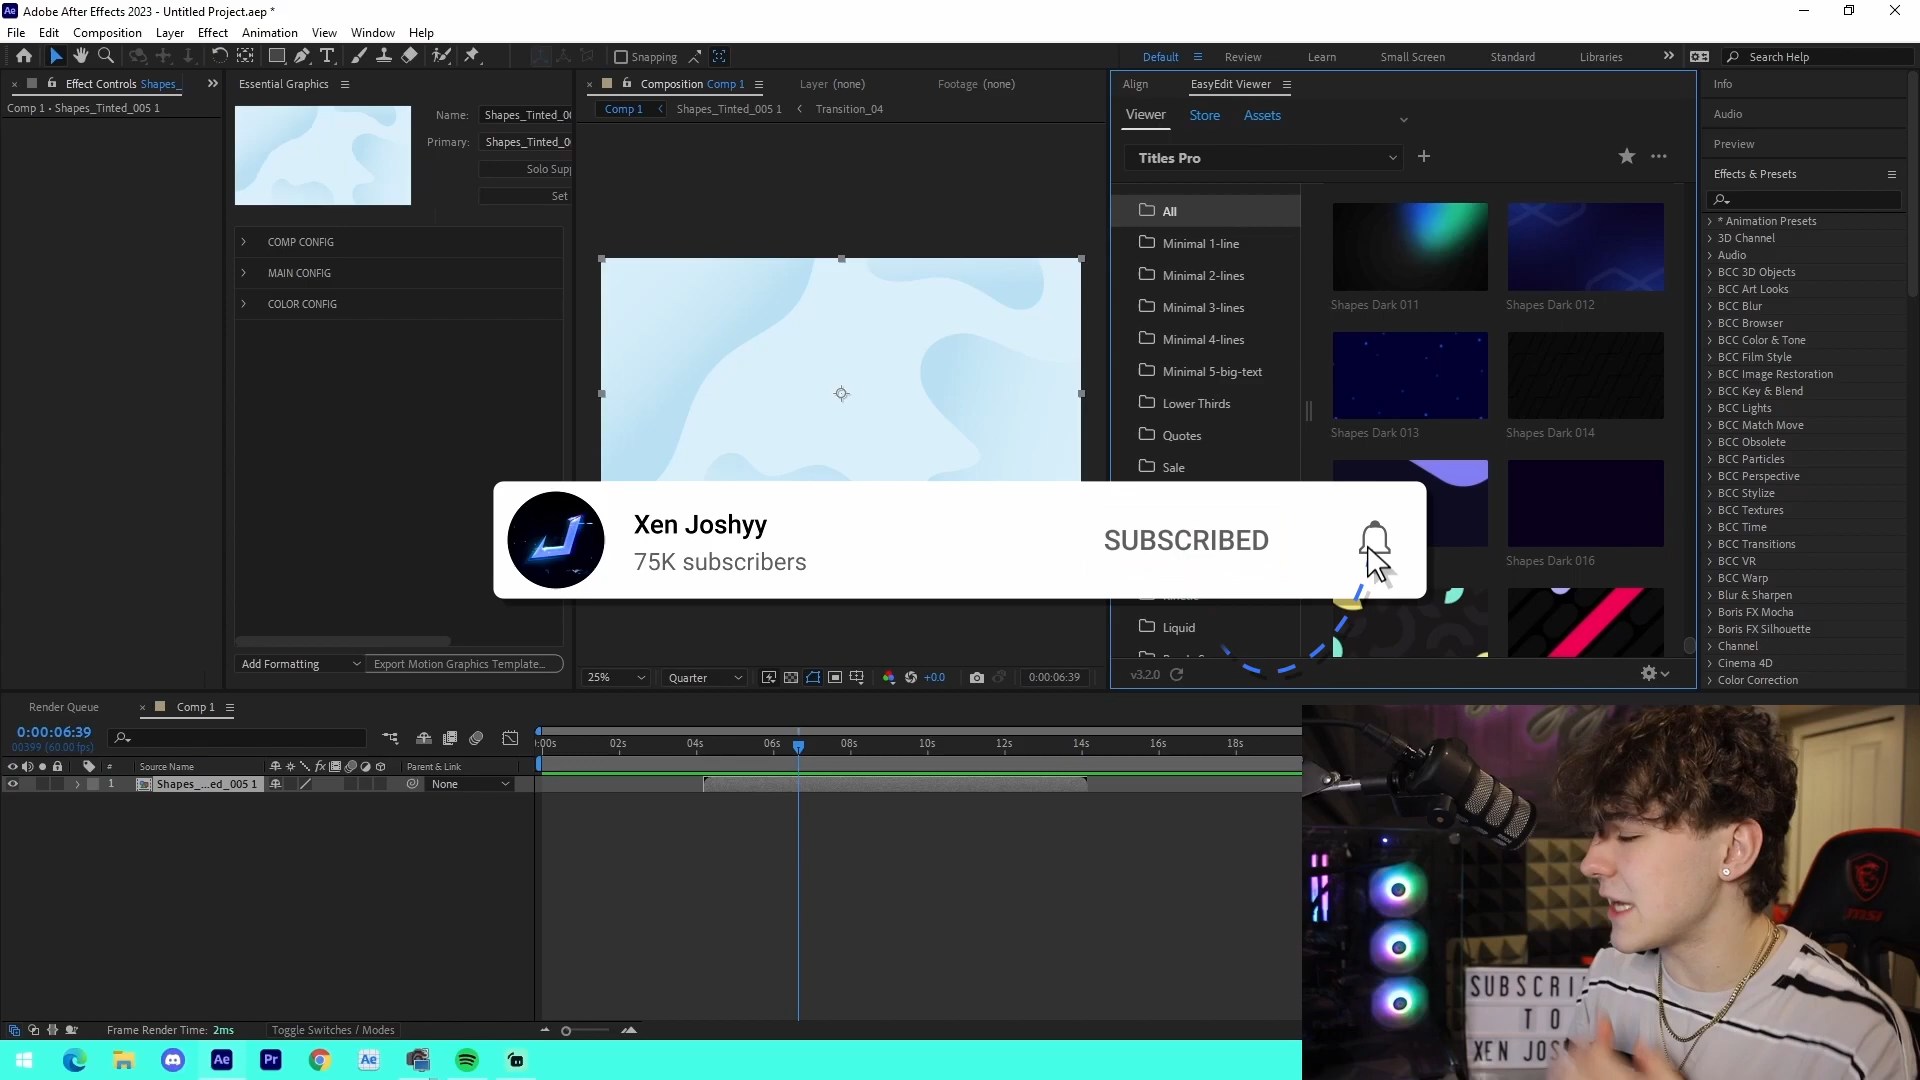 Adobe After Effects 2023 - Untitled Project.aep *
File Edit Composition Layer Effect Animation View Window Help
Snapping
Default Review Learn Small Screen Standard Libraries
Search Help
Effect Controls Shapes_
Comp 1 • Shapes_Tinted_005 1
Essential Graphics
Name: Shapes_Tinted_00
Primary: Shapes_Tinted_00
Solo Supp
Set
COMP CONFIG
MAIN CONFIG
COLOR CONFIG
Add Formatting
Export Motion Graphics Template...
Composition Comp 1
Layer (none)
Footage (none)
Comp 1
Shapes_Tinted_005 1
Transition_04
25%
Quarter
+0.0
0:00:06:39
Align
EasyEdit Viewer
Viewer Store Assets
Titles Pro
All
Minimal 1-line
Minimal 2-lines
Minimal 3-lines
Minimal 4-lines
Minimal 5-big-text
Lower Thirds
Quotes
Sale
Liquid
Shapes Dark 011
Shapes Dark 012
Shapes Dark 013
Shapes Dark 014
Shapes Dark 016
v3.2.0
Info
Audio
Preview
Effects & Presets
* Animation Presets
3D Channel
Audio
BCC 3D Objects
BCC Art Looks
BCC Blur
BCC Browser
BCC Color & Tone
BCC Film Style
BCC Image Restoration
BCC Key & Blend
BCC Lights
BCC Match Move
BCC Obsolete
BCC Particles
BCC Perspective
BCC Stylize
BCC Textures
BCC Time
BCC Transitions
BCC VR
BCC Warp
Blur & Sharpen
Boris FX Mocha
Boris FX Silhouette
Channel
Cinema 4D
Color Correction
Xen Joshyy
75K subscribers
SUBSCRIBED
Render Queue
Comp 1
0:00:06:39
00399 (60.00 fps)
# Source Name
fx
Parent & Link
1 Shapes_...ed_005 1
None
:00s 02s 04s 06s 08s 10s 12s 14s 16s 18s
Frame Render Time: 2ms
Toggle Switches / Modes
Ae
Pr
Ae
msi
SUBSCRI
TO
XEN JOS